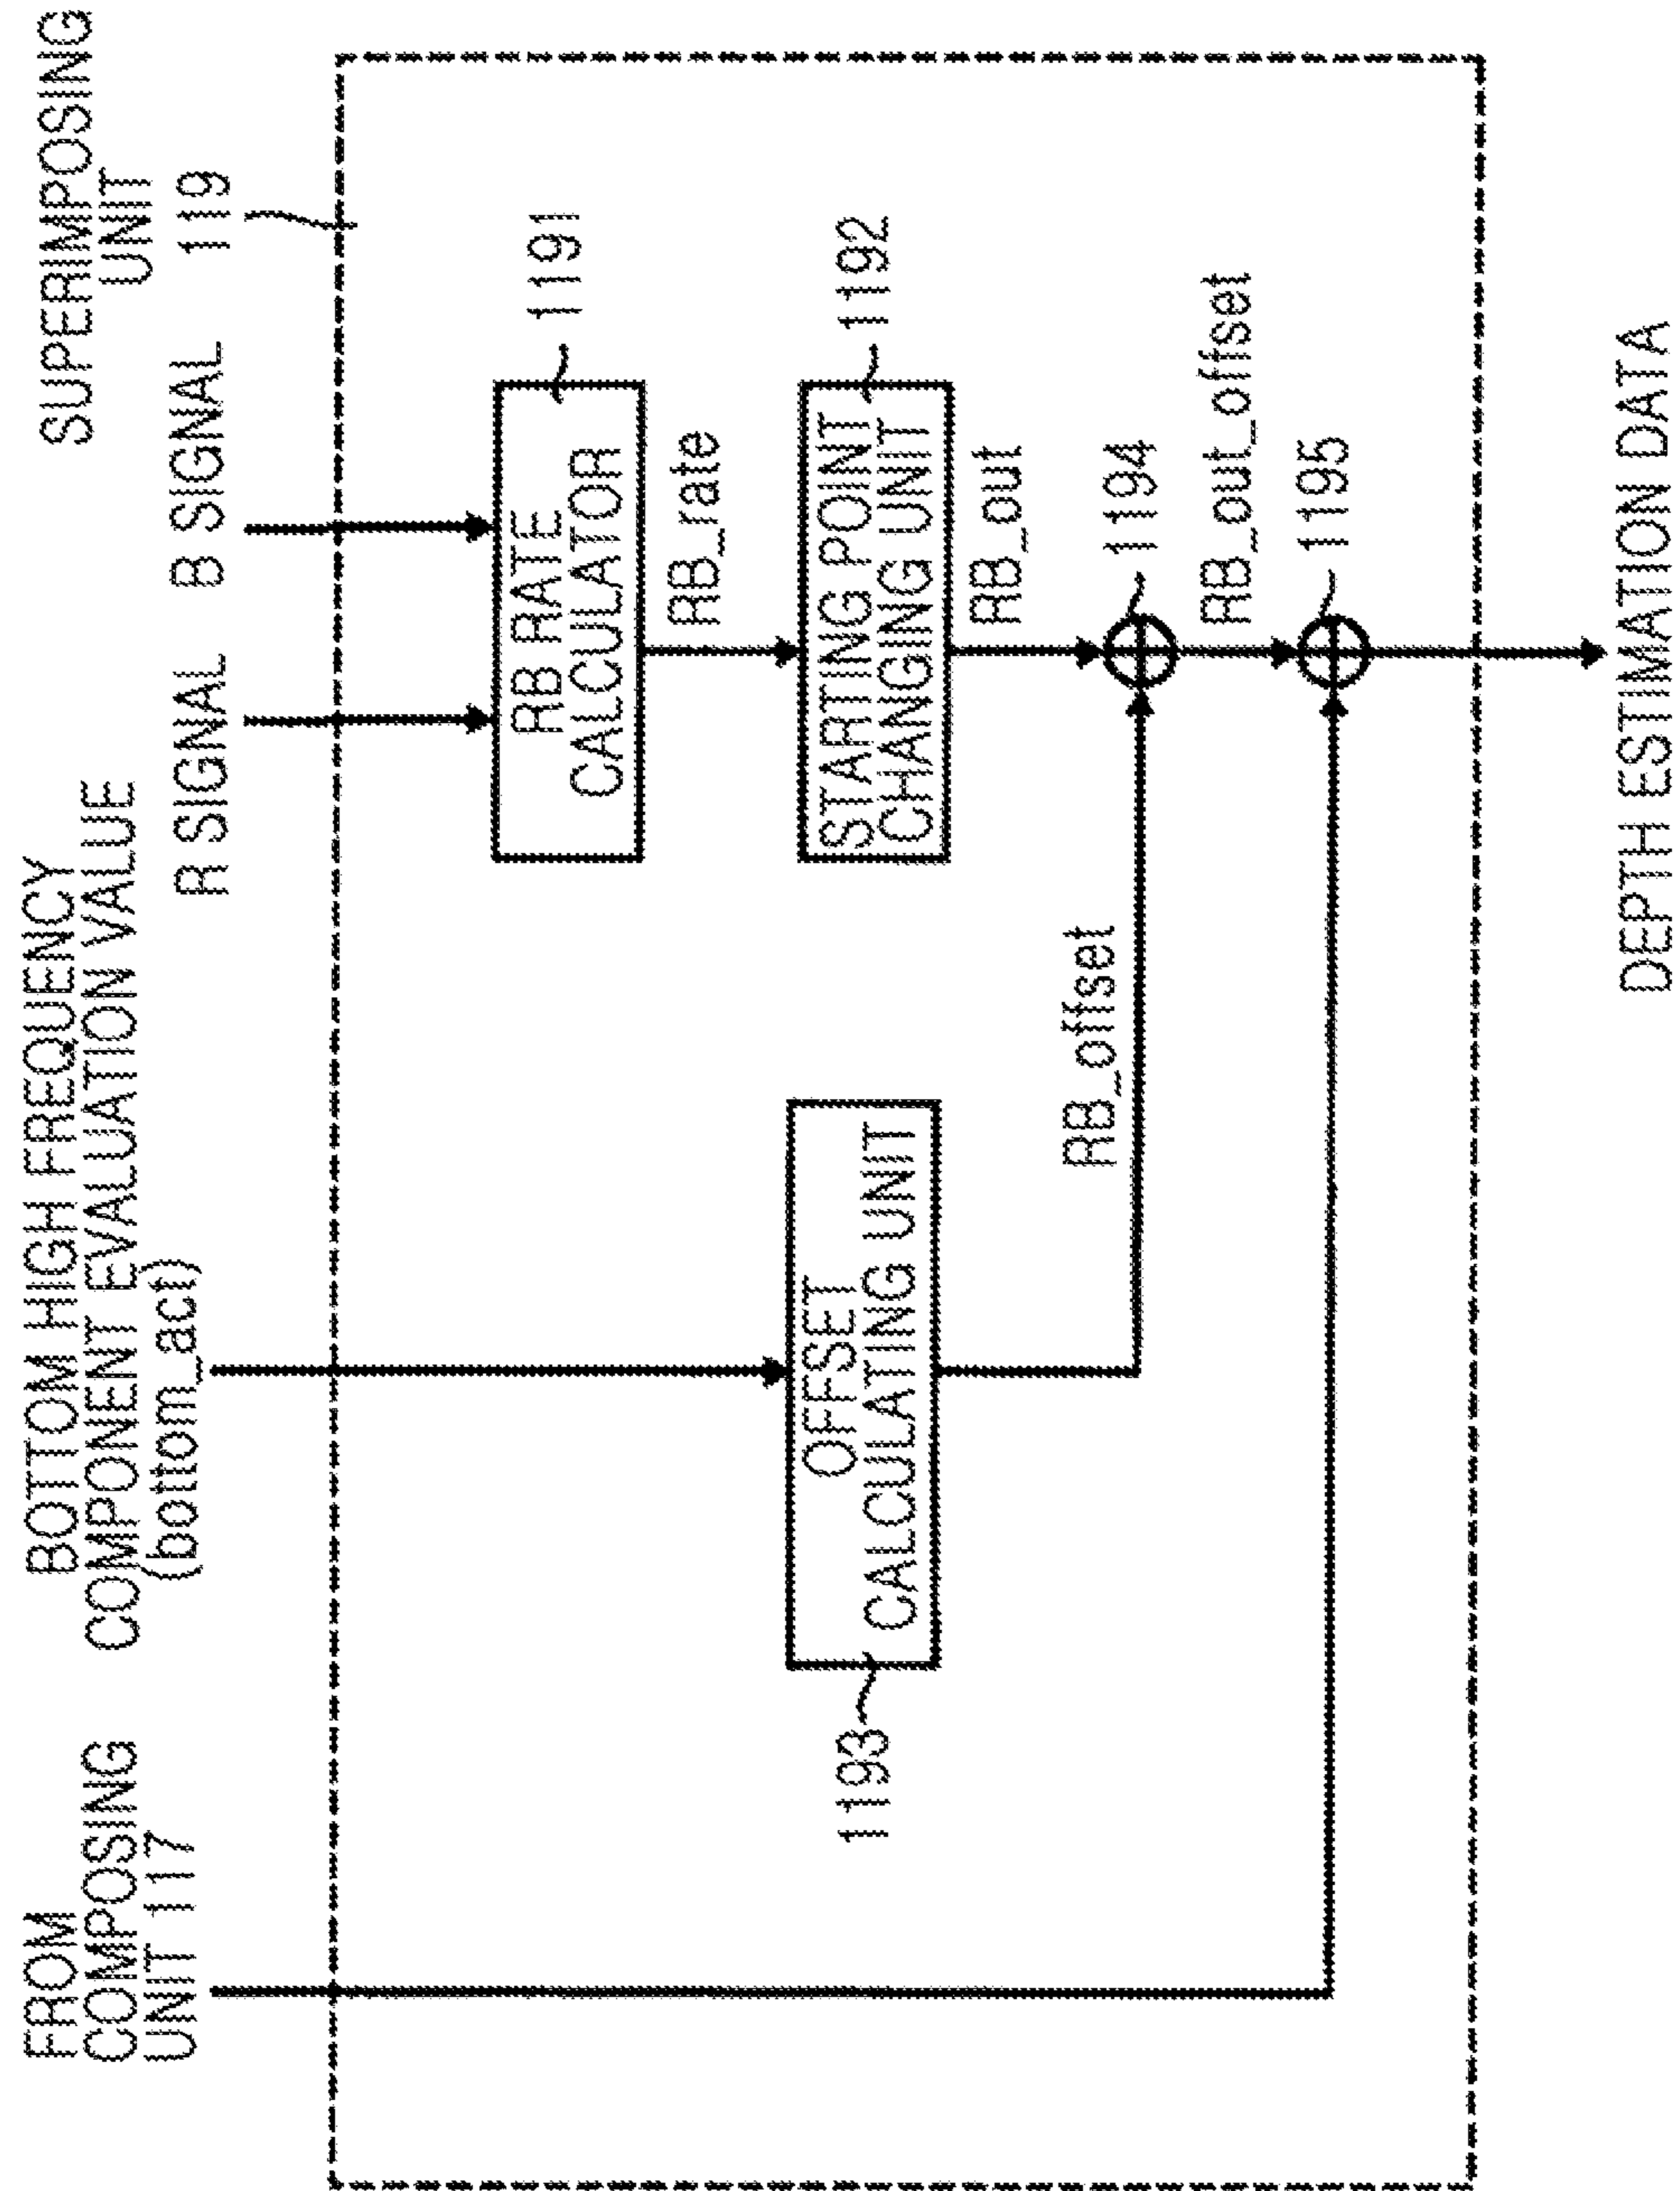 SUPERIMPOSING
UNIT
119
FROM
COMPOSING
UNIT 117
BOTTOM HIGH FREQUENCY
COMPONENT EVALUATION VALUE
(bottom_act)
R SIGNAL
B SIGNAL
RB RATE
CALCULATOR
1191
RB_rate
1193
OFFSET
CALCULATING UNIT
STARTING POINT
CHANGING UNIT
1192
RB_out
RB_offset
1194
RB_out_offset
1195
DEPTH ESTIMATION DATA